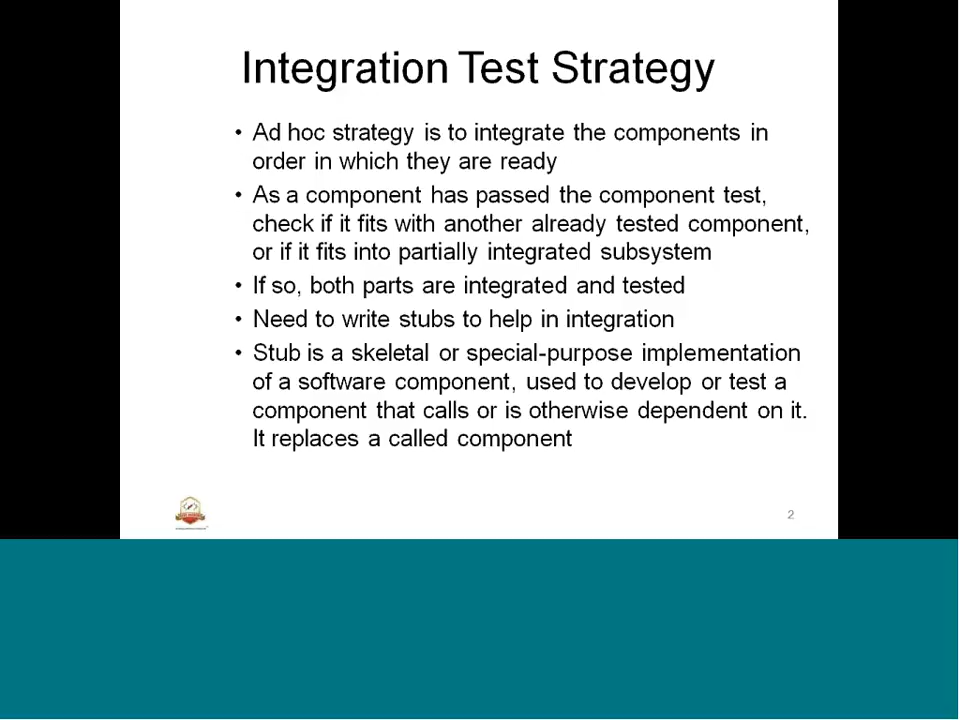 Integration Test Strategy
• Ad hoc strategy is to integrate the components in
order in which they are ready
• As a component has passed the component test,
check if it fits with another already tested component,
or if it fits into partially integrated subsystem
• If so, both parts are integrated and tested
• Need to write stubs to help in integration
• Stub is a skeletal or special-purpose implementation
of a software component, used to develop or test a
component that calls or is otherwise dependent on it.
It replaces a called component
2